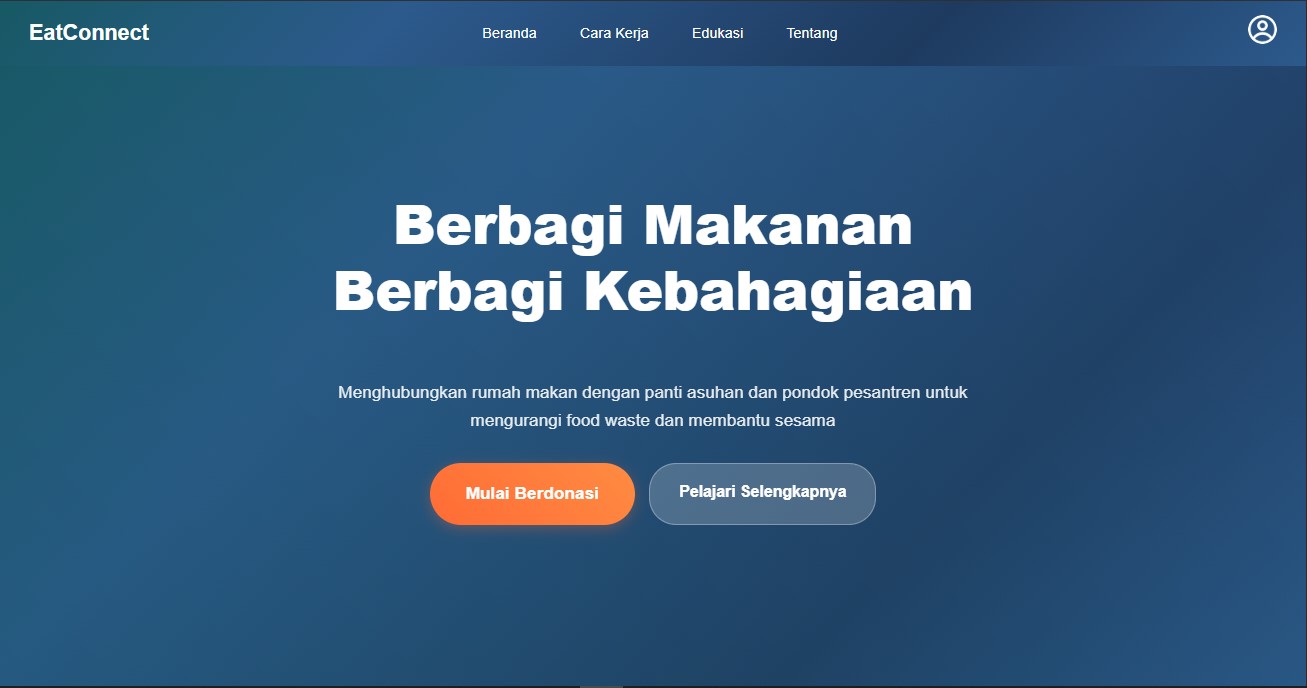 EatConnect
Beranda
Cara Kerja
Edukasi
Tentang
Berbagi Makanan
Berbagi Kebahagiaan
Menghubungkan rumah makan dengan panti asuhan dan pondok pesantren untuk
mengurangi food waste dan membantu sesama
Mulai Berdonasi
Pelajari Selengkapnya